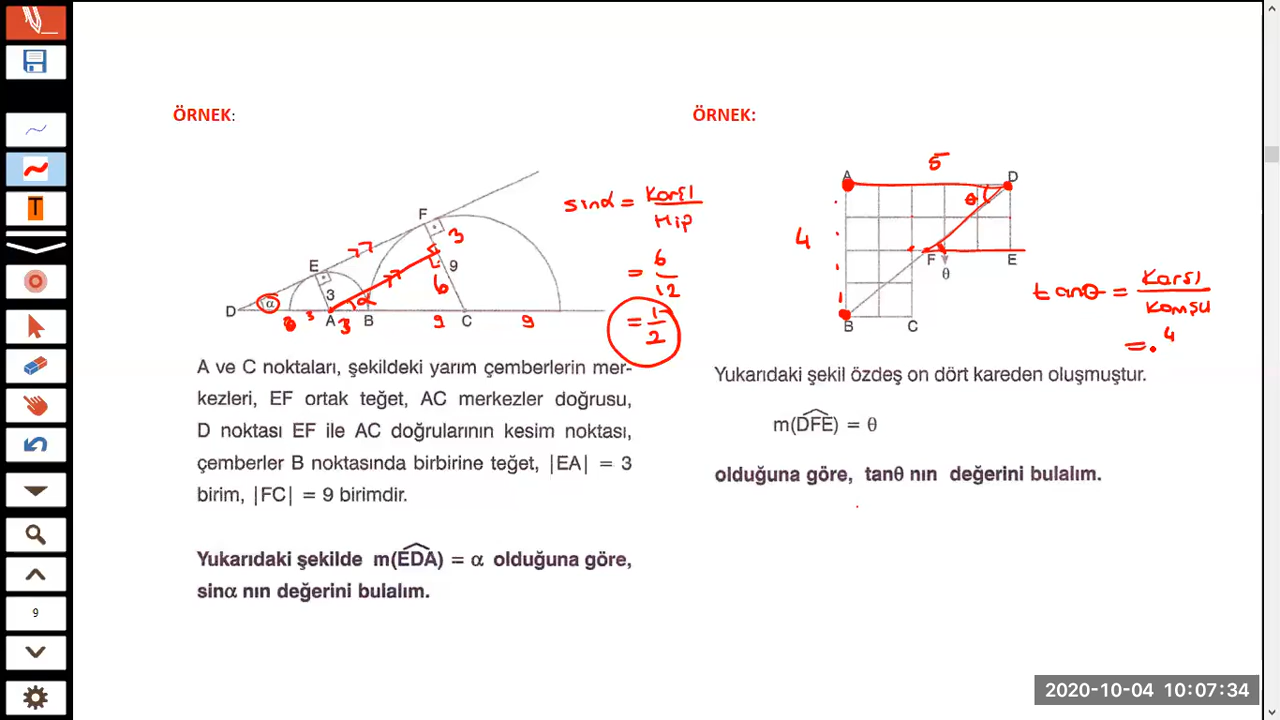 ÖRNEK:
F
3
E
9
3
6
α
α
D
A
B
C
3
3
3
9
9
sinα = Karşı / Hip
= 6 / 12
= 1 / 2
A ve C noktaları, şekildeki yarım çemberlerin mer-
kezleri, EF ortak teğet, AC merkezler doğrusu,
D noktası EF ile AC doğrularının kesim noktası,
çemberler B noktasında birbirine teğet, |EA| = 3
birim, |FC| = 9 birimdir.
Yukarıdaki şekilde m(EDA) = α olduğuna göre,
sinα nın değerini bulalım.
ÖRNEK:
5
A
D
θ
4
F
E
θ
B
C
tanθ = Karşı / Komşu
= 4
Yukarıdaki şekil özdeş on dört kareden oluşmuştur.
m(DFE) = θ
olduğuna göre, tanθ nın değerini bulalım.
T
9
2020-10-04 10:07:34